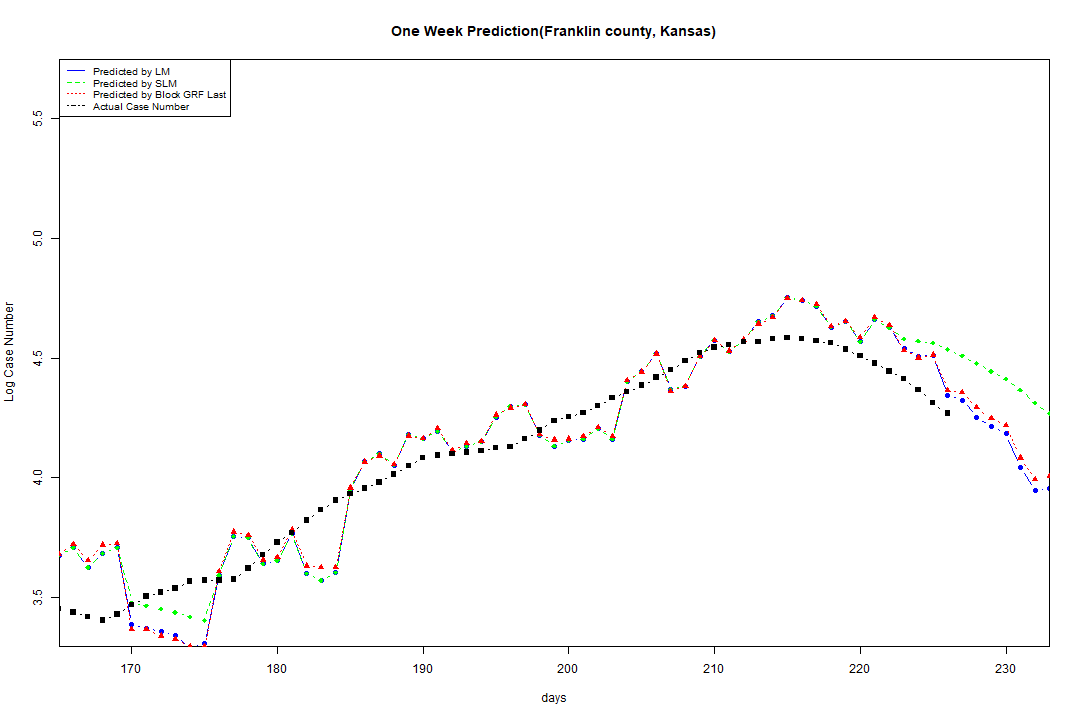 One Week Prediction(Franklin county, Kansas)
Predicted by LM
Predicted by SLM
Predicted by Block GRF Last
Actual Case Number
5.5
5.0
4.5
4.0
3.5
Log Case Number
170 180 190 200 210 220 230
days